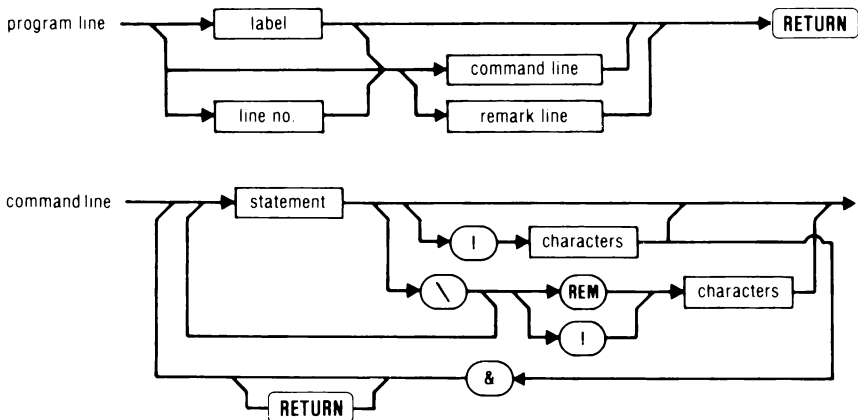 program line
label
RETURN
command line
line no.
remark line
command line
statement
!
characters
\
REM
characters
!
&
RETURN